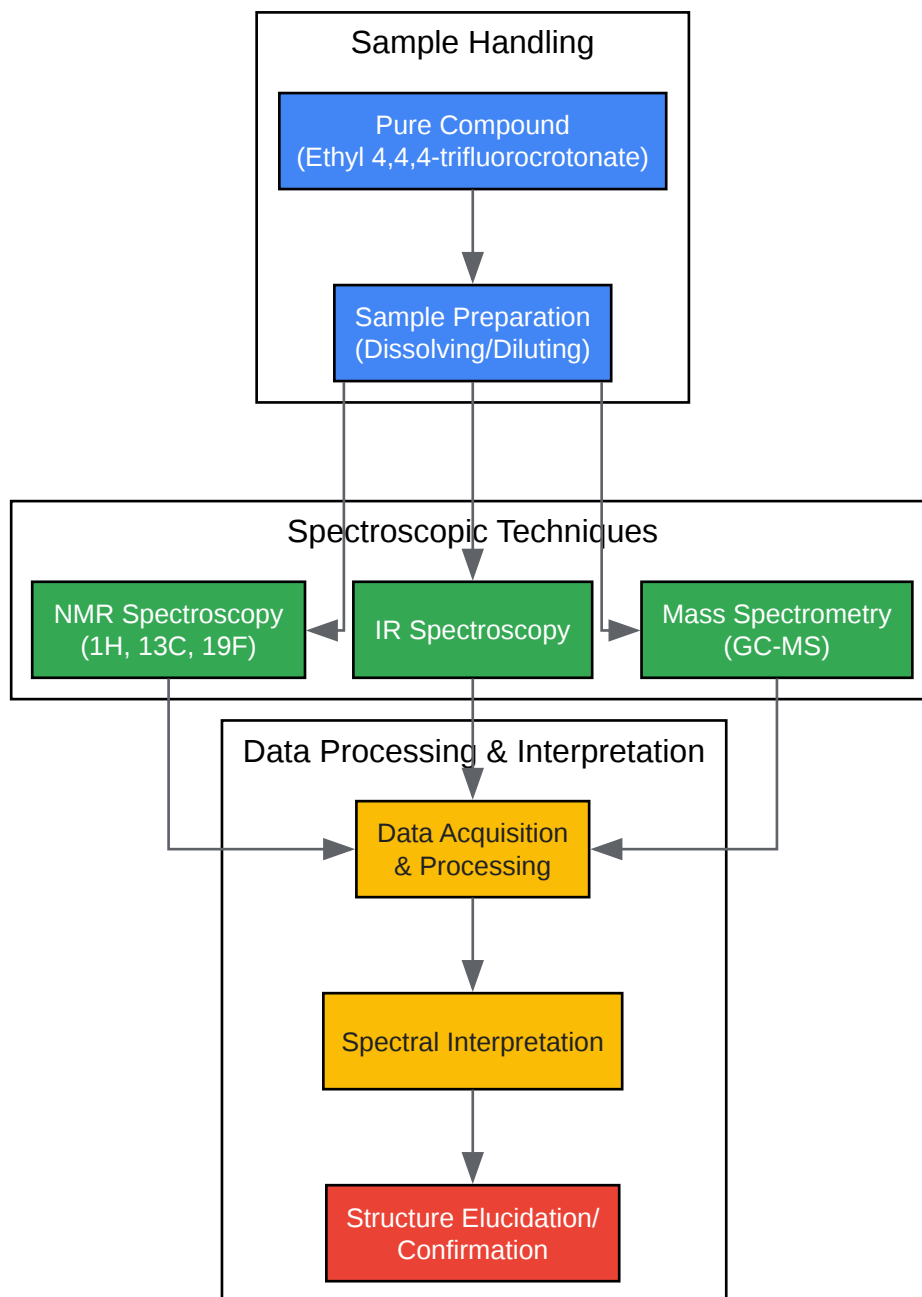 Sample Handling
Pure Compound
(Ethyl 4,4,4-trifluorocrotonate)
Sample Preparation
(Dissolving/Diluting)
Spectroscopic Techniques
NMR Spectroscopy
(1H, 13C, 19F)
IR Spectroscopy
Mass Spectrometry
(GC-MS)
Data Processing & Interpretation
Data Acquisition
& Processing
Spectral Interpretation
Structure Elucidation/
Confirmation